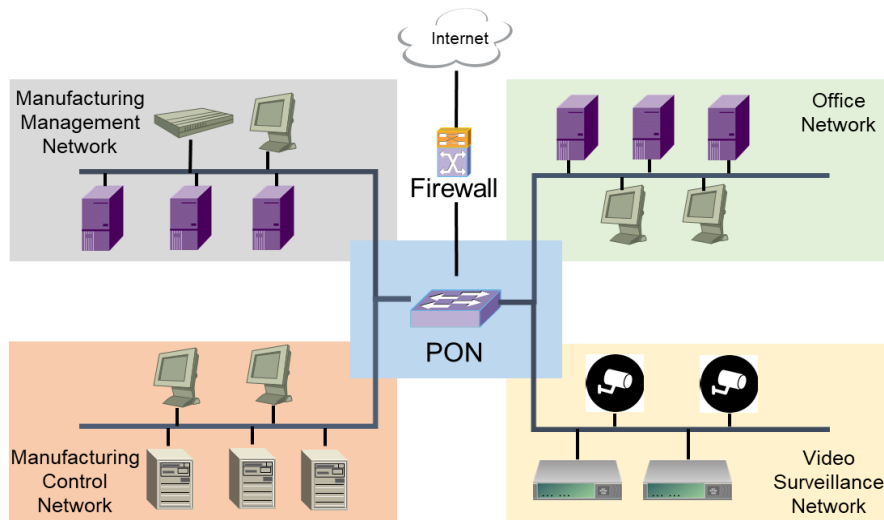 Internet
Manufacturing
Management
Network
Office
Network
Firewall
PON
Manufacturing
Control
Network
Video
Surveillance
Network